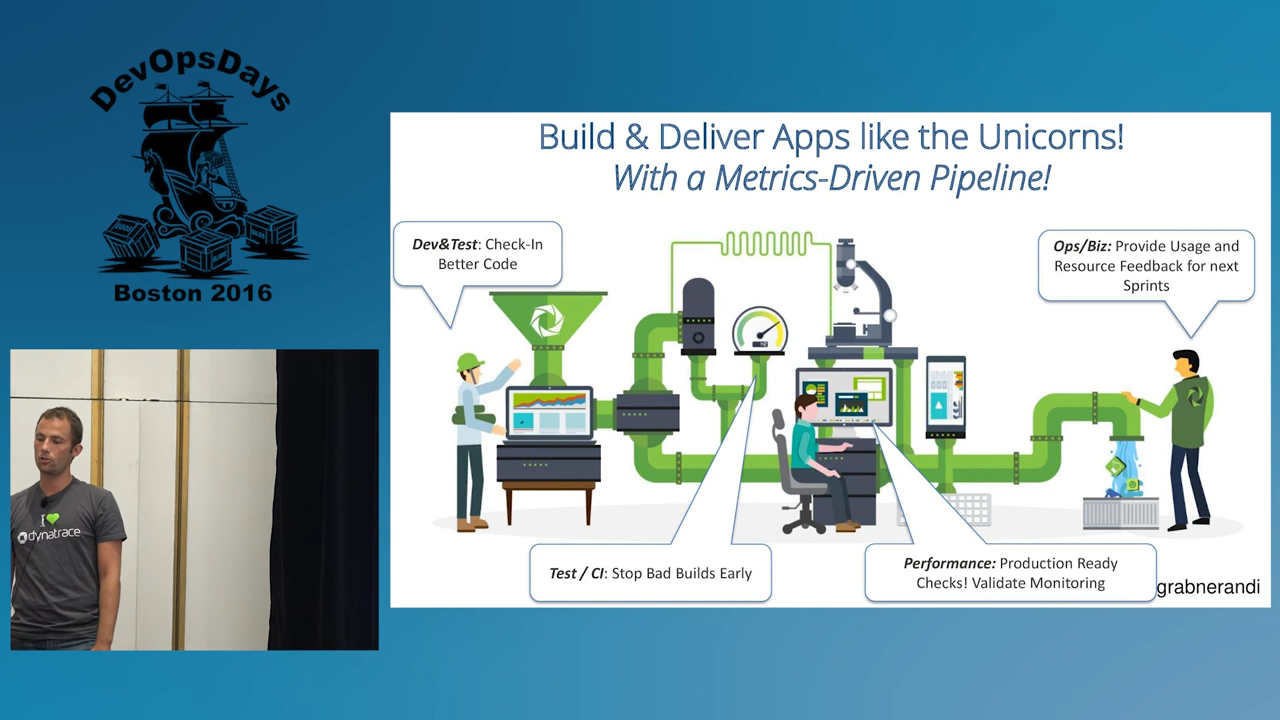 DevOpsDays
Boston 2016
Build & Deliver Apps like the Unicorns!
With a Metrics-Driven Pipeline!
Dev&Test: Check-In
Better Code
Ops/Biz: Provide Usage and
Resource Feedback for next
Sprints
Test / CI: Stop Bad Builds Early
Performance: Production Ready
Checks! Validate Monitoring
grabnerandi
I
dynatrace